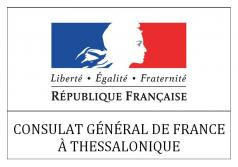 Liberté • Égalité • Fraternité
RÉPUBLIQUE FRANÇAISE
CONSULAT GÉNÉRAL DE FRANCE
À THESSALONIQUE